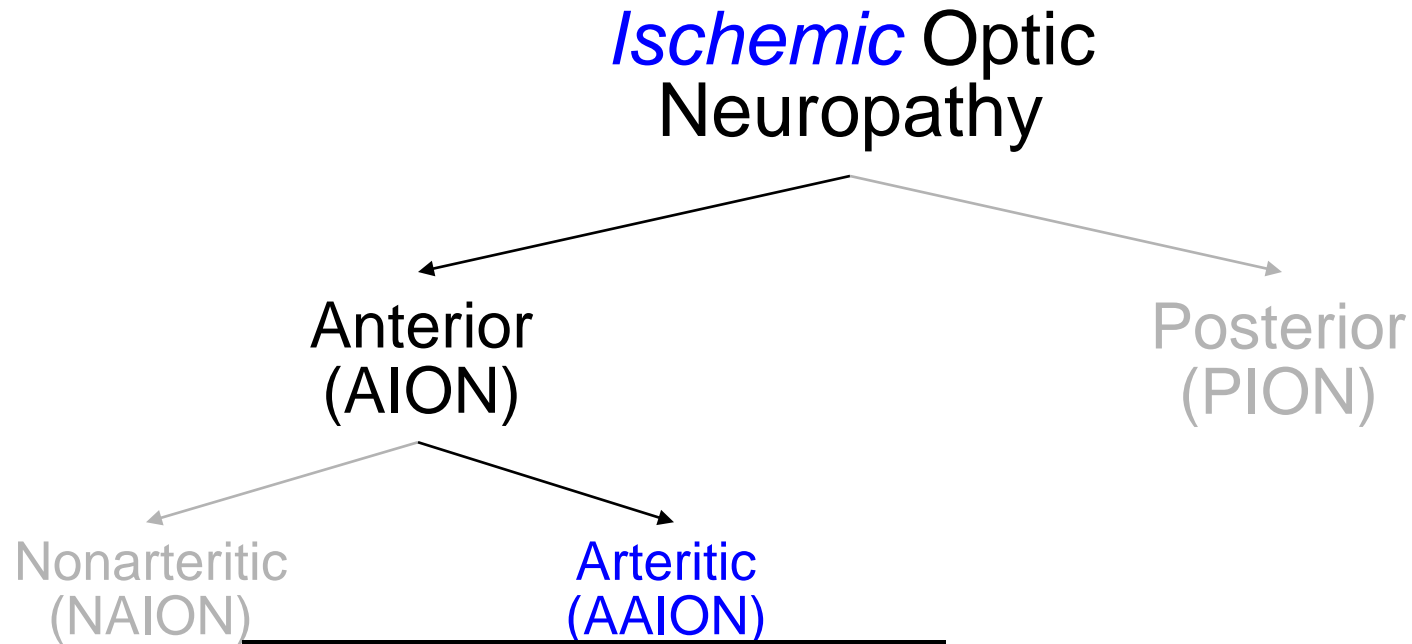 Ischemic Optic
Neuropathy
Anterior
(AION)
Posterior
(PION)
Nonarteritic
(NAION)
Arteritic
(AAION)